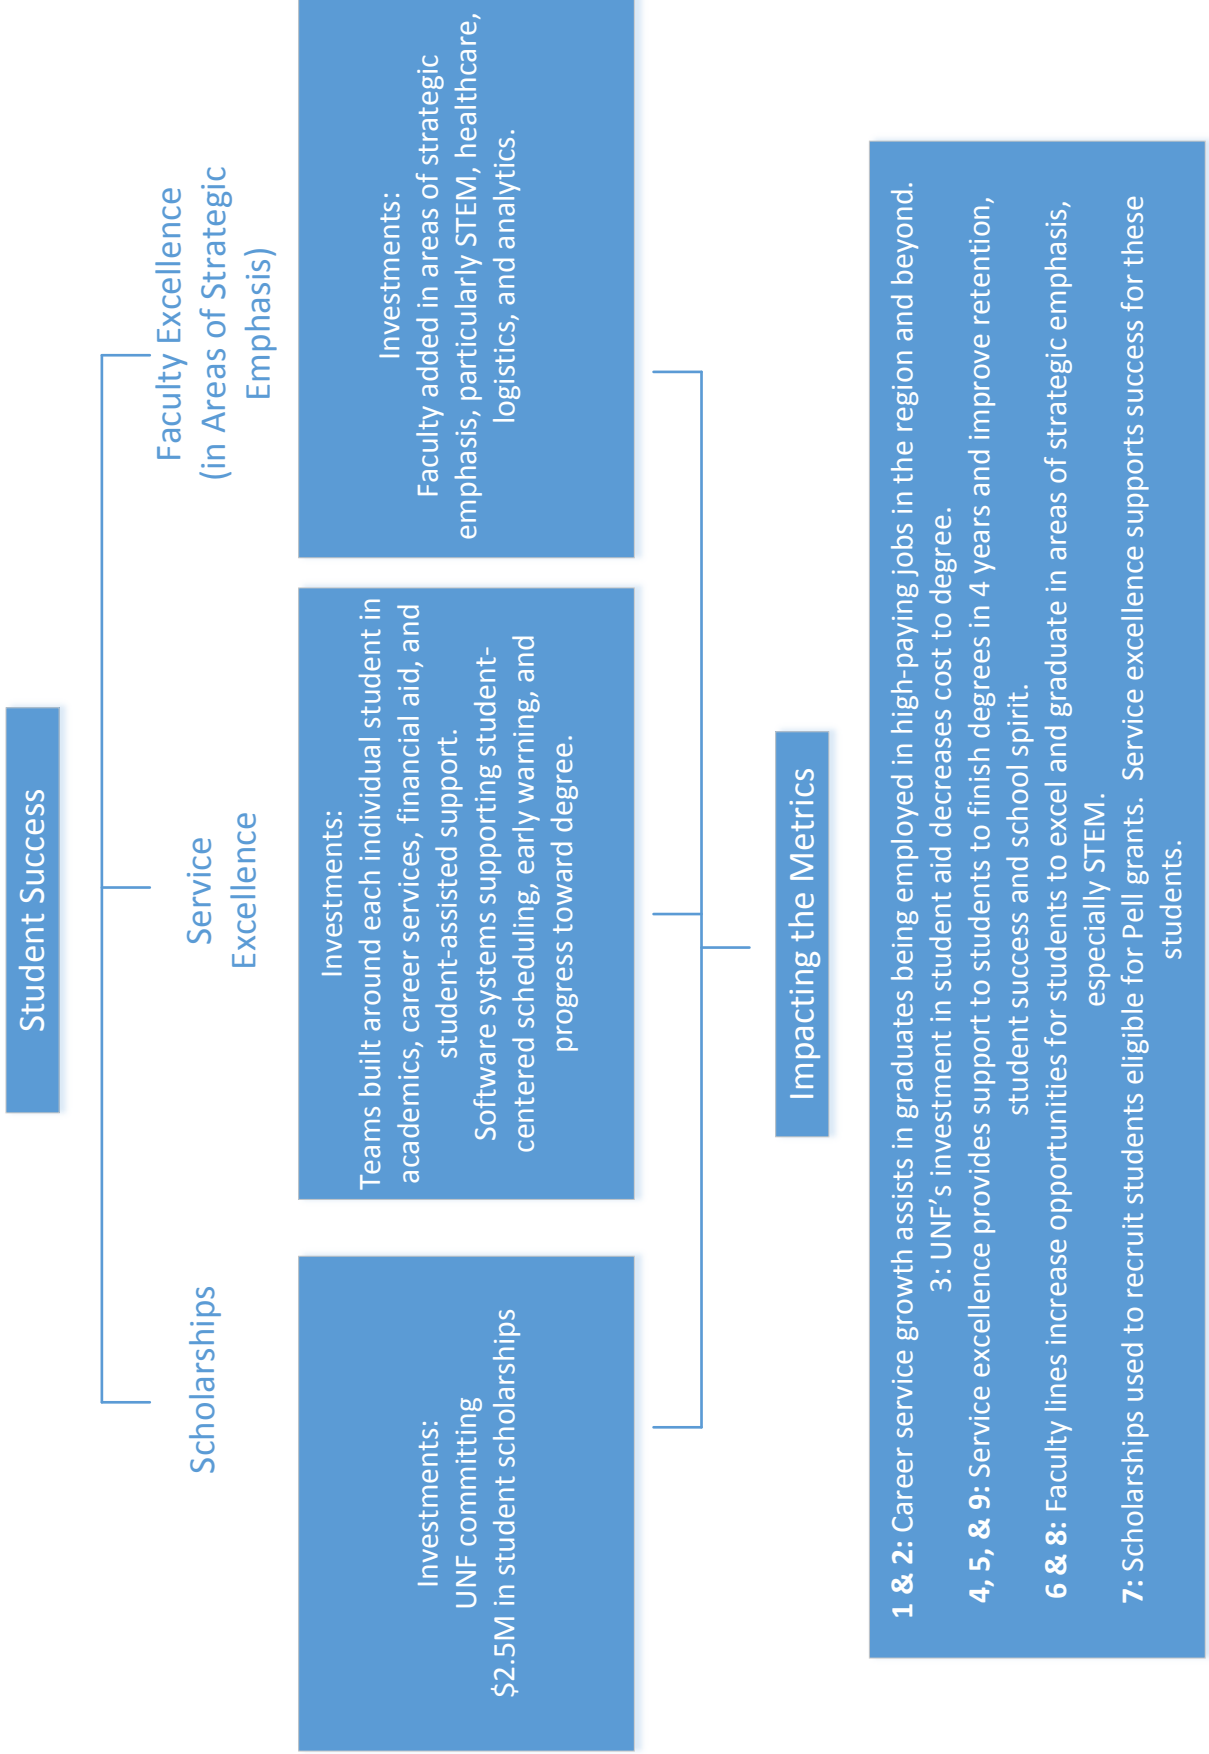 Student Success
Scholarships
Service
Excellence
Faculty Excellence
(in Areas of Strategic
Emphasis)
Investments:
UNF committing
$2.5M in student scholarships
Investments:
Teams built around each individual student in
academics, career services, financial aid, and
student-assisted support.
Software systems supporting student-
centered scheduling, early warning, and
progress toward degree.
Investments:
Faculty added in areas of strategic
emphasis, particularly STEM, healthcare,
logistics, and analytics.
Impacting the Metrics
1 & 2: Career service growth assists in graduates being employed in high-paying jobs in the region and beyond.
3: UNF’s investment in student aid decreases cost to degree.
4, 5, & 9: Service excellence provides support to students to finish degrees in 4 years and improve retention,
student success and school spirit.
6 & 8: Faculty lines increase opportunities for students to excel and graduate in areas of strategic emphasis,
especially STEM.
7: Scholarships used to recruit students eligible for Pell grants.  Service excellence supports success for these
students.